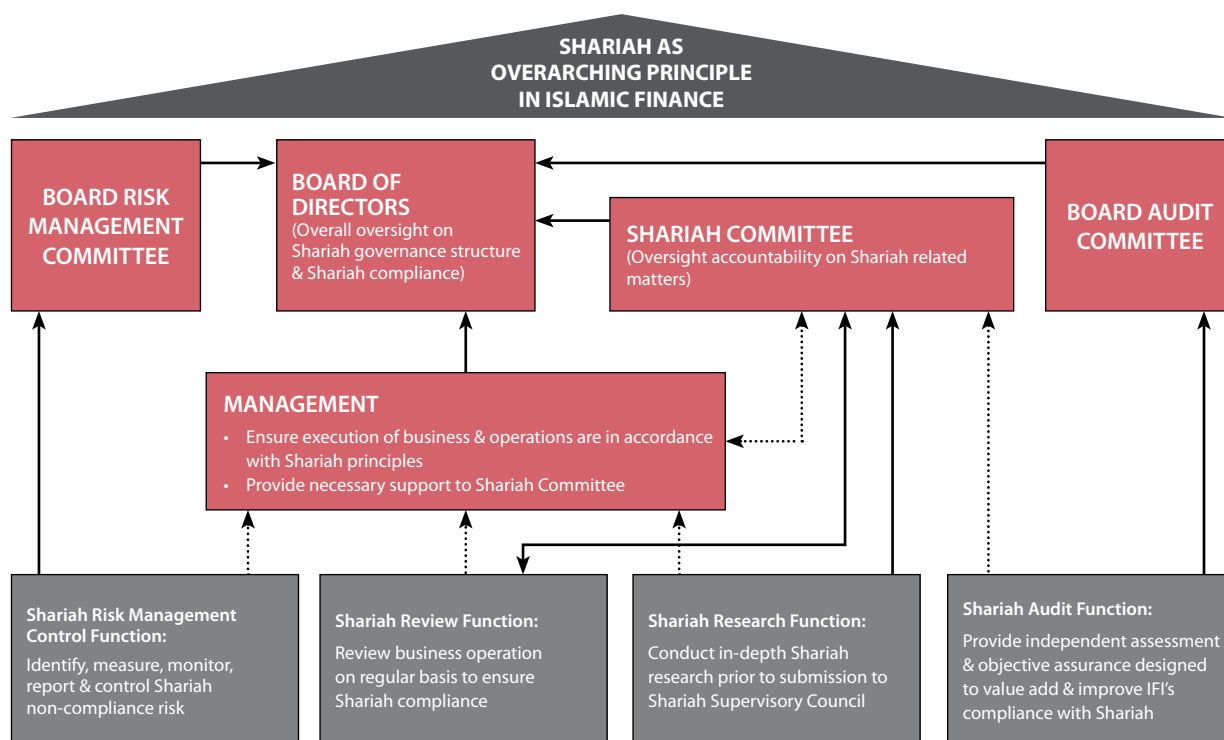 SHARIAH AS
OVERARCHING PRINCIPLE
IN ISLAMIC FINANCE
BOARD RISK
MANAGEMENT
COMMITTEE
BOARD OF
DIRECTORS
(Overall oversight on
Shariah governance structure
& Shariah compliance)
SHARIAH COMMITTEE
(Oversight accountability on Shariah related
matters)
BOARD AUDIT
COMMITTEE
MANAGEMENT
• Ensure execution of business & operations are in accordance
with Shariah principles
• Provide necessary support to Shariah Committee
Shariah Risk Management
Control Function:
Identify, measure, monitor,
report & control Shariah
non-compliance risk
Shariah Review Function:
Review business operation
on regular basis to ensure
Shariah compliance
Shariah Research Function:
Conduct in-depth Shariah
research prior to submission to
Shariah Supervisory Council
Shariah Audit Function:
Provide independent assessment
& objective assurance designed
to value add & improve IFI's
compliance with Shariah